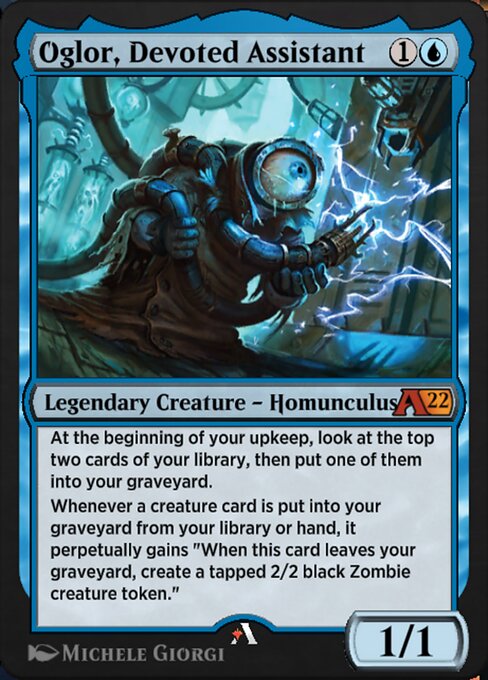 Oglor, Devoted Assistant 1
Legendary Creature – Homunculus A22
At the beginning of your upkeep, look at the top
two cards of your library, then put one of them
into your graveyard.
Whenever a creature card is put into your
graveyard from your library or hand, it
perpetually gains "When this card leaves your
graveyard, create a tapped 2/2 black Zombie
creature token."
1/1
Michele Giorgi